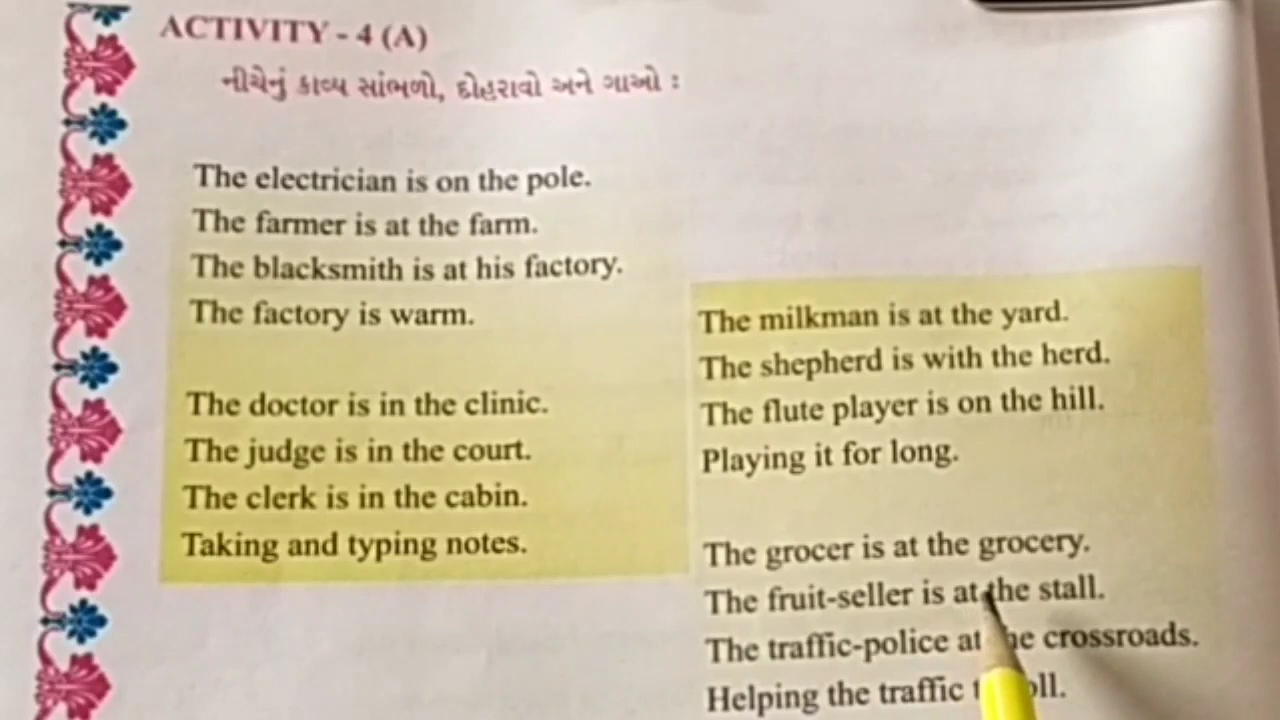 ACTIVITY - 4 (A)
નીચેનું કાવ્ય સાંભળો, દોહરાવો અને ગાઓ :
The electrician is on the pole.
The farmer is at the farm.
The blacksmith is at his factory.
The factory is warm.
The doctor is in the clinic.
The judge is in the court.
The clerk is in the cabin.
Taking and typing notes.
The milkman is at the yard.
The shepherd is with the herd.
The flute player is on the hill.
Playing it for long.
The grocer is at the grocery.
The fruit-seller is at the stall.
The traffic-police at the crossroads.
Helping the traffic